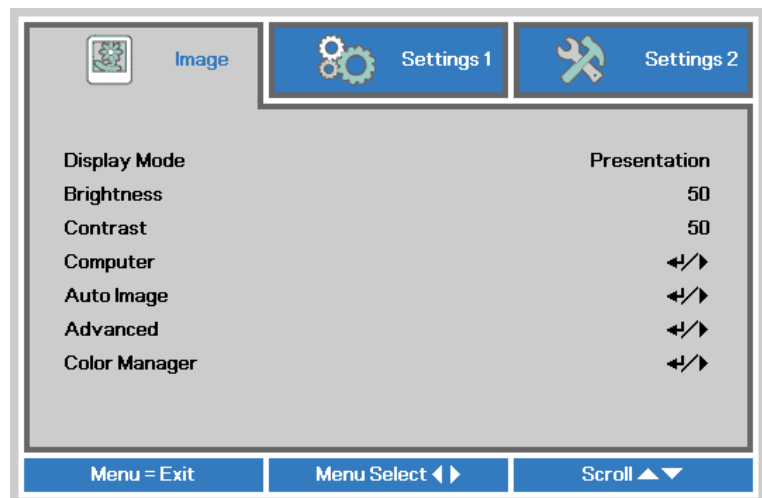 Image Settings 1 Settings 2
Display Mode Presentation
Brightness 50
Contrast 50
Computer ↵/▶
Auto Image ↵/▶
Advanced ↵/▶
Color Manager ↵/▶
Menu = Exit Menu Select ◀▶ Scroll ▲▼